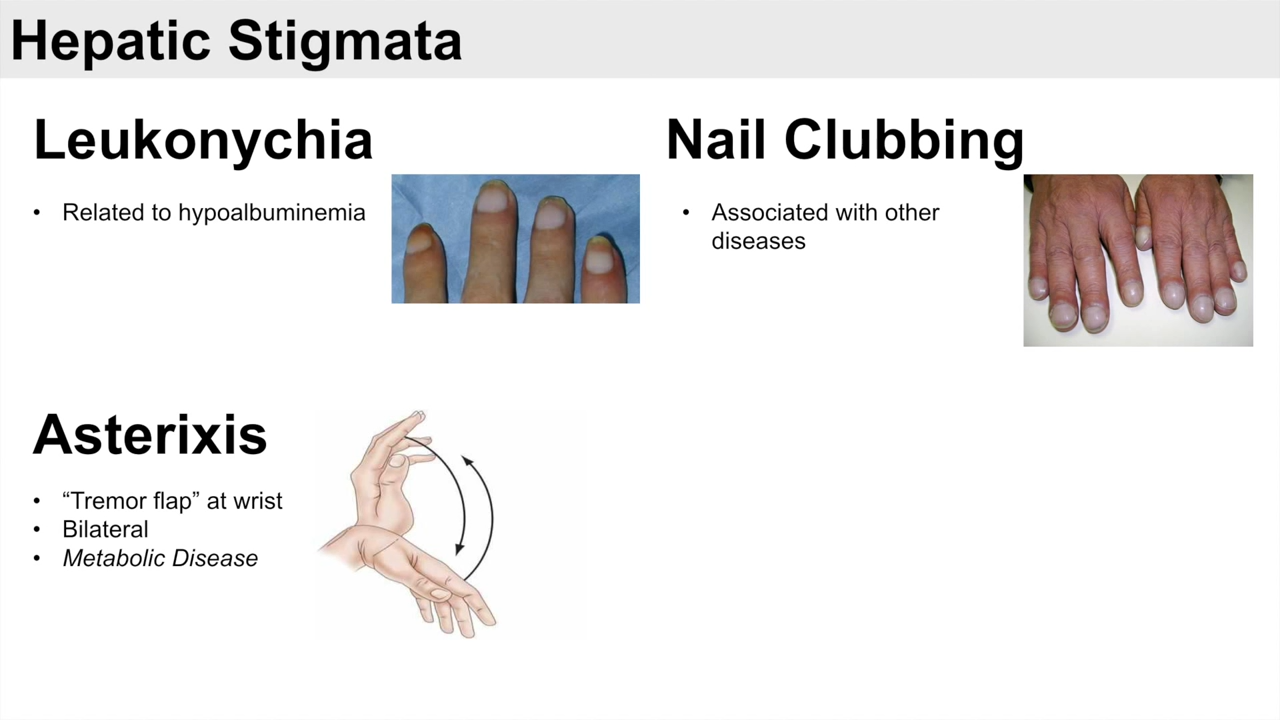 Hepatic Stigmata
Leukonychia
• Related to hypoalbuminemia
Nail Clubbing
• Associated with other
diseases
Asterixis
• “Tremor flap” at wrist
• Bilateral
• Metabolic Disease